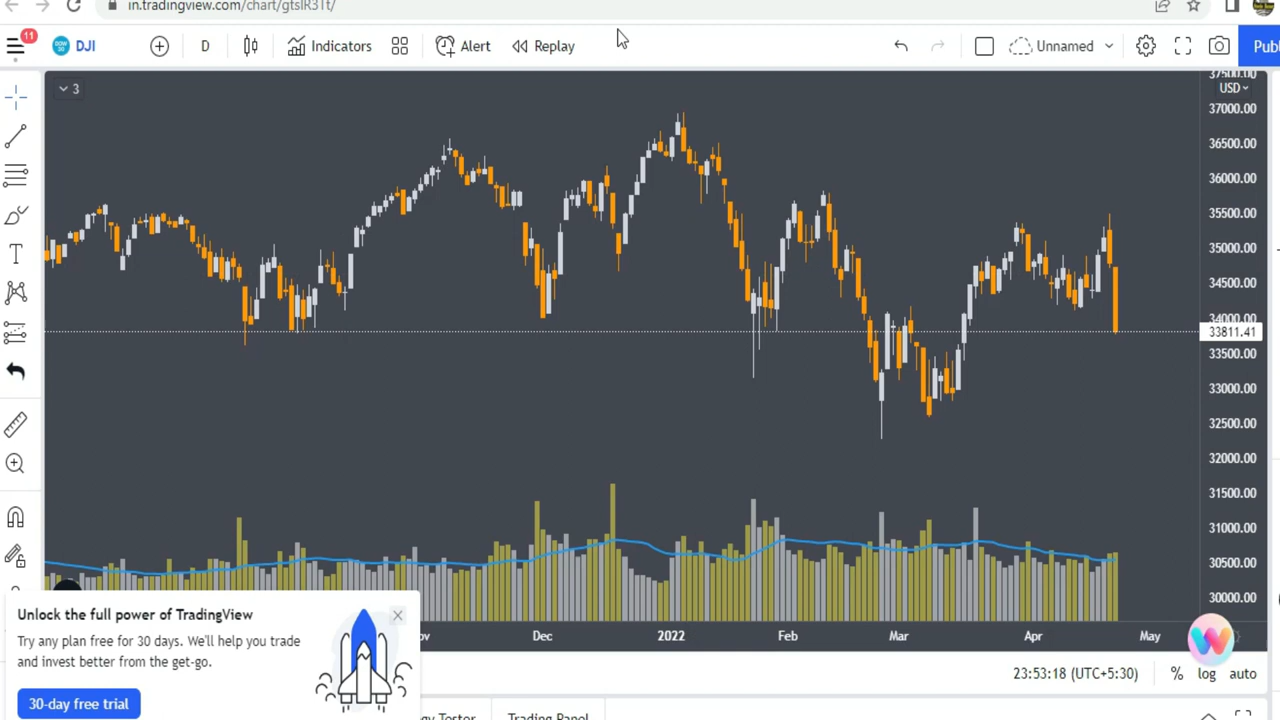 in.tradingview.com/chart/gtsIR3Tt/
11
DJI
D
Indicators
Alert
Replay
Unnamed
Publ
3
37500.00
USD
37000.00
36500.00
36000.00
35500.00
35000.00
34500.00
34000.00
33811.41
33500.00
33000.00
32500.00
32000.00
31500.00
31000.00
30500.00
30000.00
Dec
2022
Feb
Mar
Apr
May
Unlock the full power of TradingView
Try any plan free for 30 days. We'll help you trade
and invest better from the get-go.
30-day free trial
23:53:18 (UTC+5:30)
%
log
auto
Trading Panel